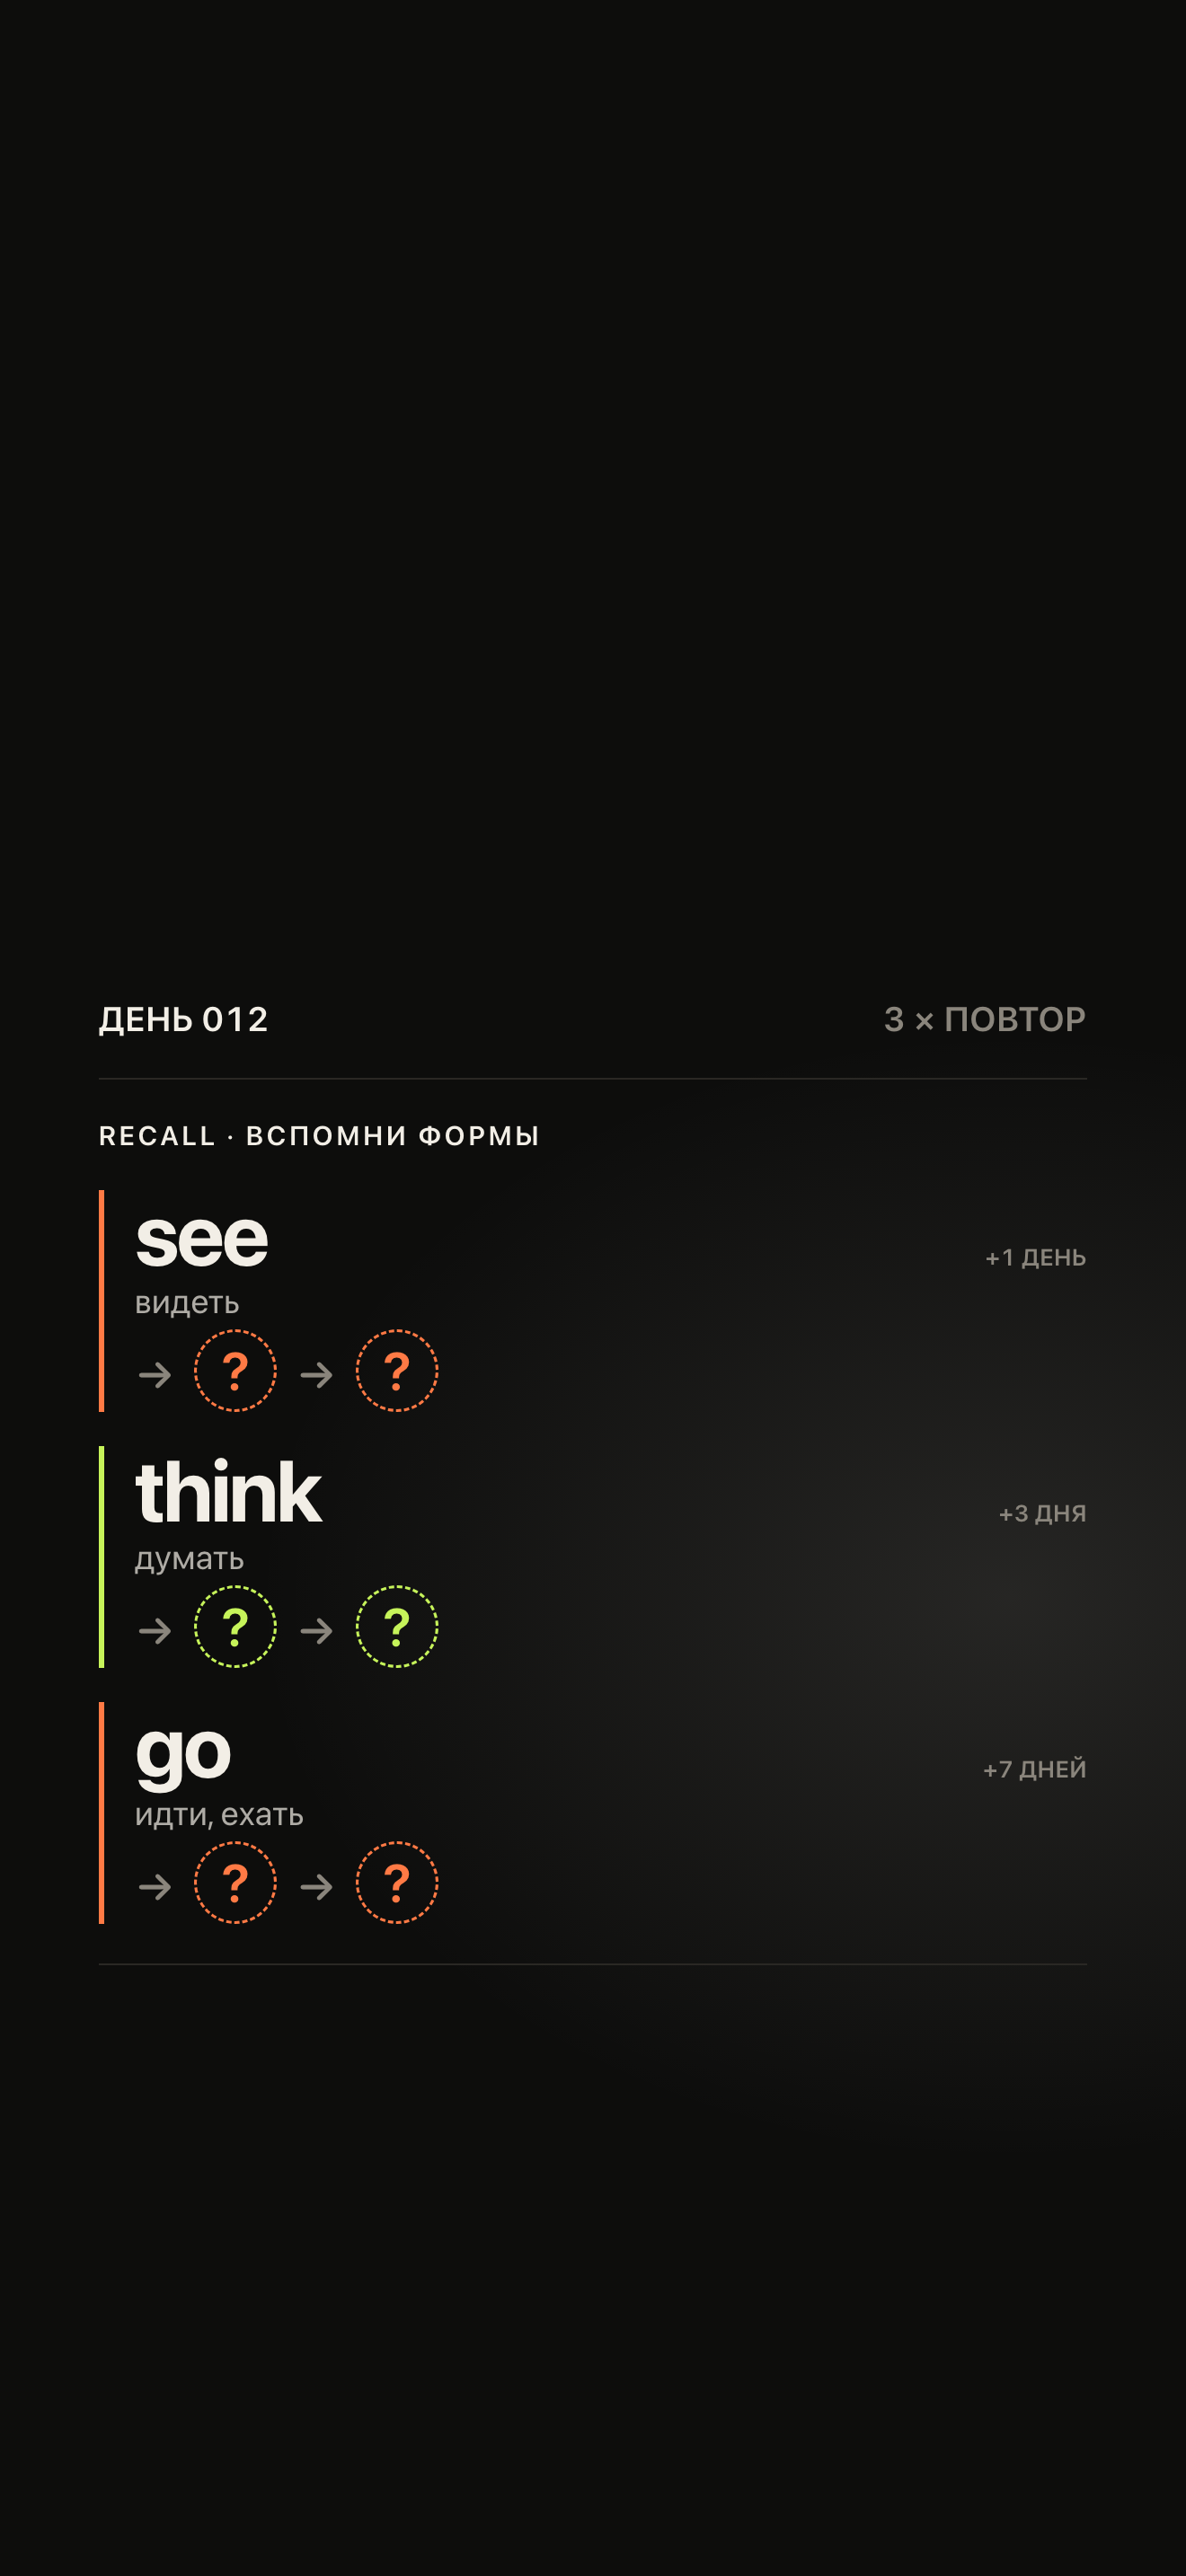 ДЕНЬ 012
3 × ПОВТОР
RECALL · ВСПОМНИ ФОРМЫ
see
+1 ДЕНЬ
видеть
→ ? → ?
think
+3 ДНЯ
думать
→ ? → ?
go
+7 ДНЕЙ
идти, ехать
→ ? → ?